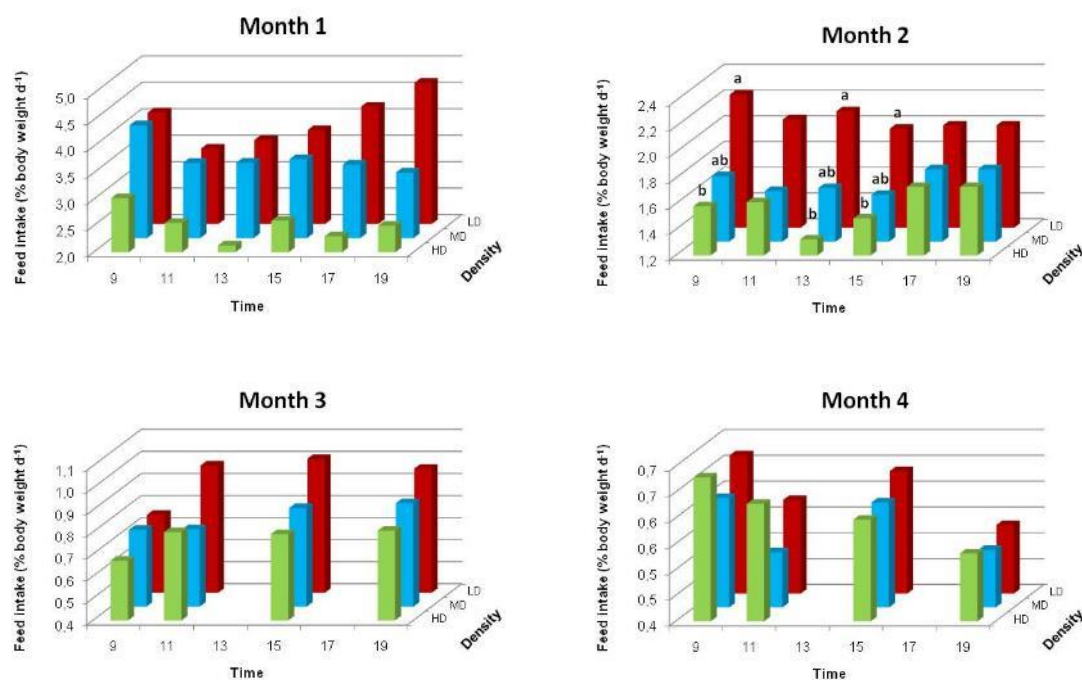 Month 1
Feed Intake (% body weight d⁻¹)
5.0
4.5
4.0
3.5
3.0
2.5
2.0
9 11 13 15 17 19
Time
LD
MD
HD
Density
Month 2
Feed Intake (% body weight d⁻¹)
2.4
2.2
2.0
1.8
1.6
1.4
1.2
a a a
ab ab ab
b b b
9 11 13 15 17 19
Time
LD
MD
HD
Density
Month 3
Feed Intake (% body weight d⁻¹)
1.1
1.0
0.9
0.8
0.7
0.6
0.5
0.4
9 11 13 15 17 19
Time
LD
MD
HD
Density
Month 4
Feed Intake (% body weight d⁻¹)
0.7
0.7
0.6
0.6
0.5
0.5
0.4
9 11 13 15 17 19
Time
LD
MD
HD
Density